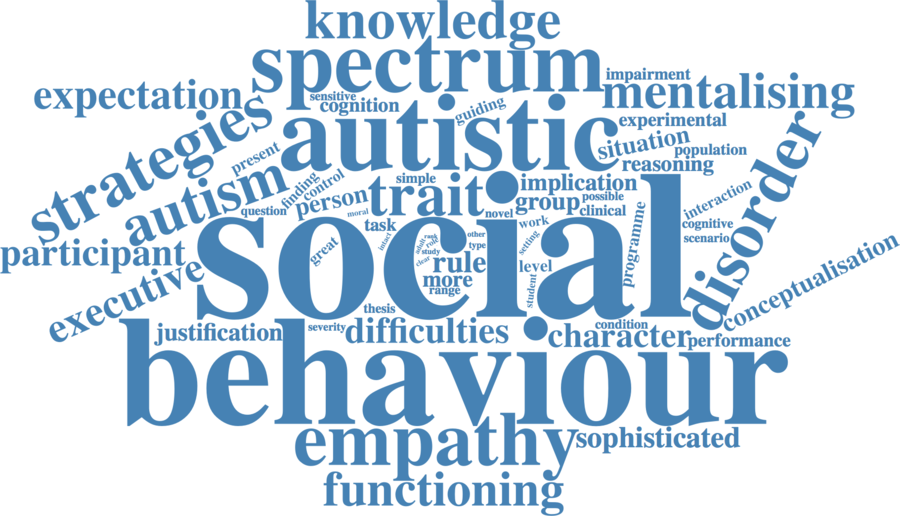 knowledge
spectrum
impairment
expectation
sensitive
cognition
guiding
mentalising
strategies
autistic
experimental
situation
population
reasoning
disorder
present
autism
finding
control
simple
implication
person
trait
group
possible
interaction
question
moral
novel
clinical
cognitive
participant
social
task
work
scenario
intact
great
adult
rank
role
study
clear
other
type
setting
programme
executive
rule
level
conceptualisation
more
range
student
thesis
justification
severity
difficulties
condition
character
performance
behaviour
empathy
sophisticated
functioning